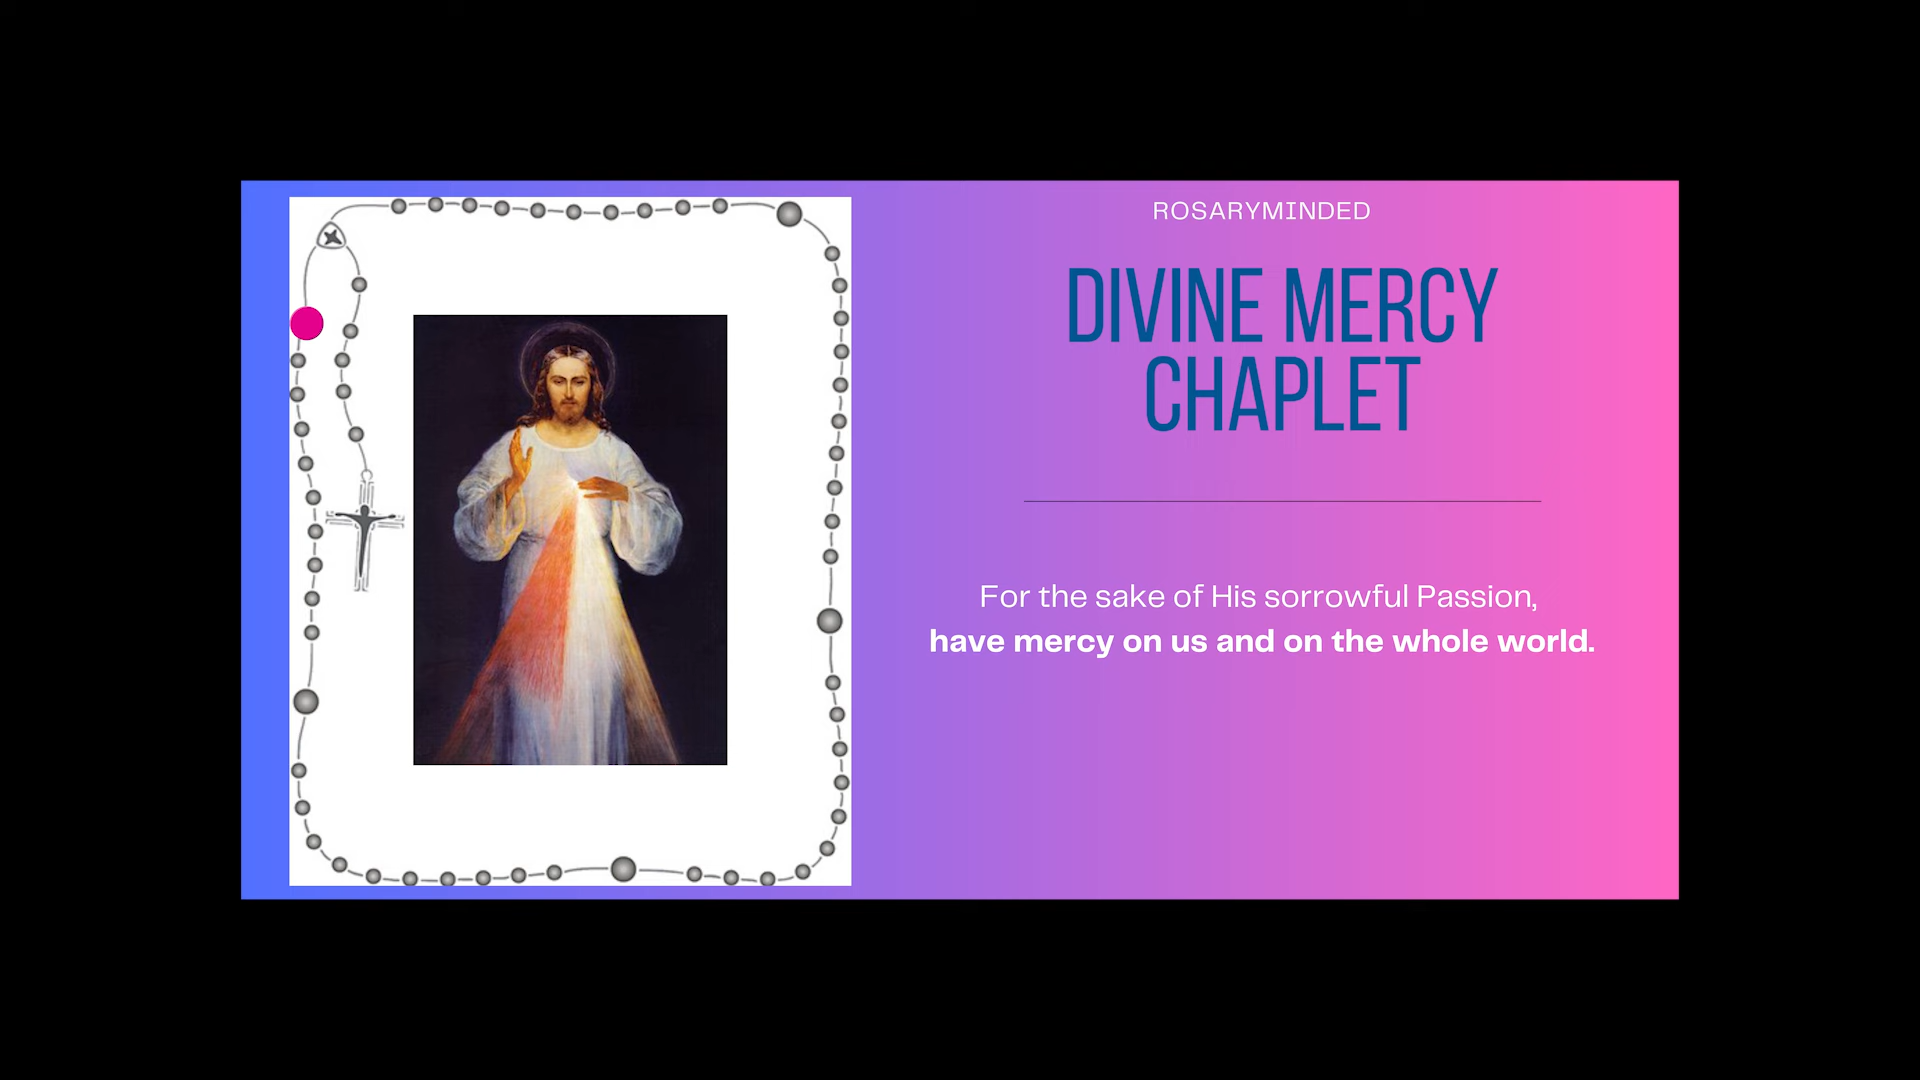 ROSARYMINDED
DIVINE MERCY
CHAPLET
For the sake of His sorrowful Passion,
have mercy on us and on the whole world.